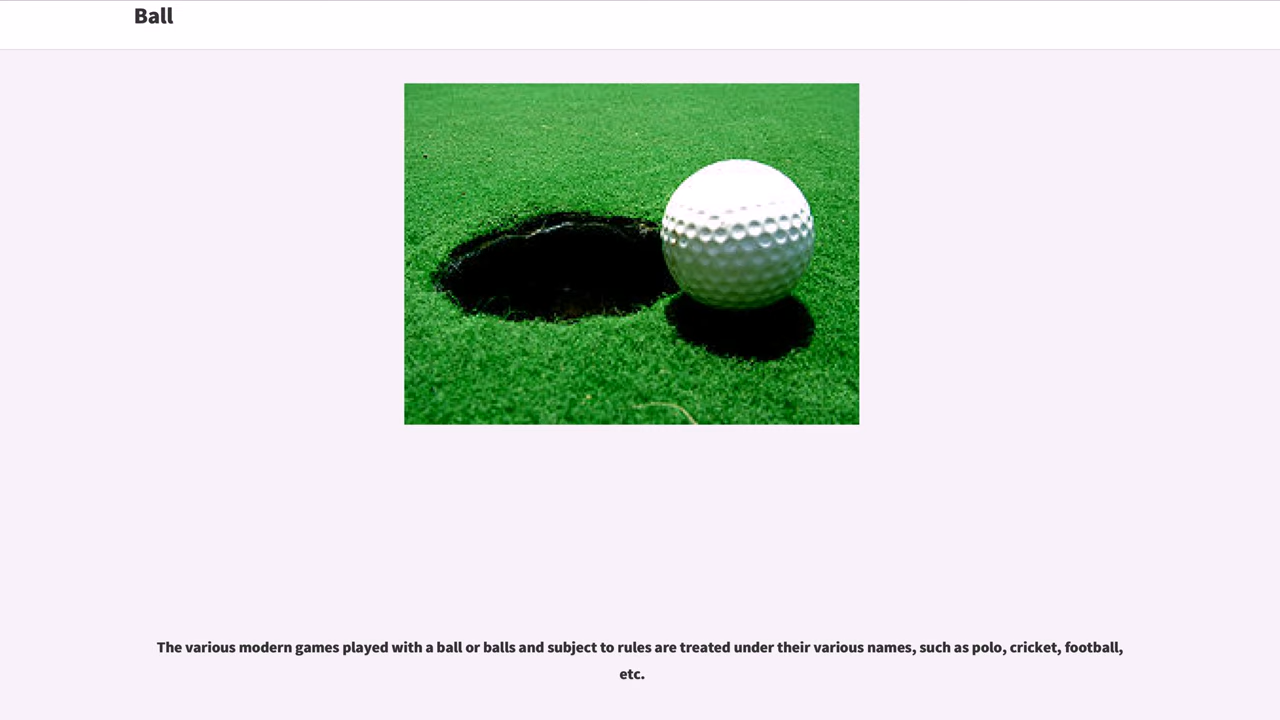 Ball
The various modern games played with a ball or balls and subject to rules are treated under their various names, such as polo, cricket, football,
etc.